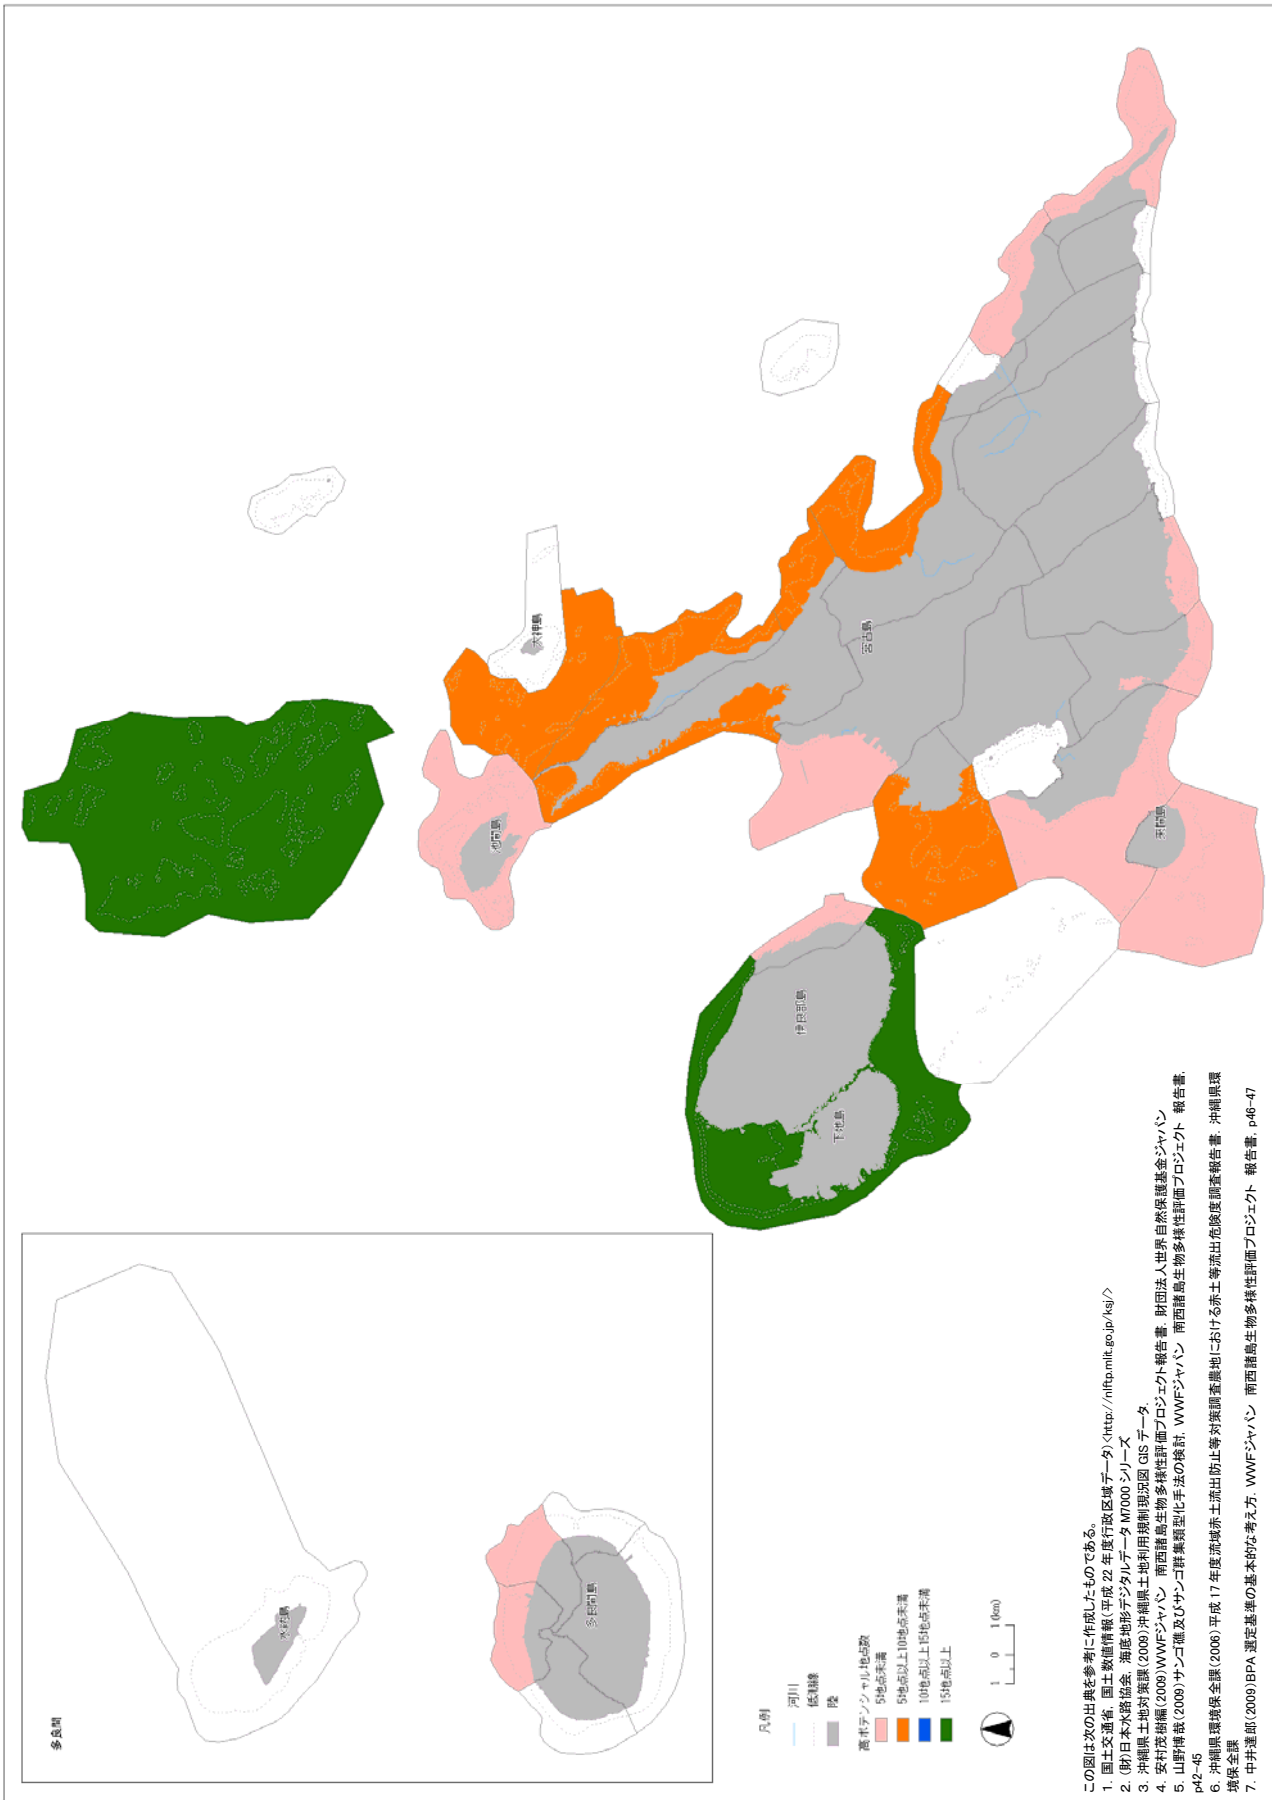 多良間
水納島
多良間島
池間島
大神島
宮古島
伊良部島
下地島
来間島
凡例
河川
低潮線
陸
高ポテンシャル地点数
5地点未満
5地点以上10地点未満
10地点以上15地点未満
15地点以上
1 0 1(km)
この図は次の出典を参考に作成したものである。
1. 国土交通省, 国土数値情報(平成 22 年度行政区域データ)<http://nlftp.mlit.go.jp/ksj/>
2. (財)日本水路協会, 海底地形デジタルデータ M7000 シリーズ
3. 沖縄県土地対策課(2009)沖縄県土地利用規制現況図 GIS データ
4. 安村茂樹編(2009)WWFジャパン 南西諸島生物多様性評価プロジェクト報告書. 財団法人世界自然保護基金ジャパン
5. 山野博哉(2009)サンゴ礁及びサンゴ群集類型化手法の検討, WWFジャパン 南西諸島生物多様性評価プロジェクト 報告書,
p42-45
6. 沖縄県環境保全課(2006)平成 17 年度流域赤土流出防止等対策調査農地における赤土等流出危険度調査報告書. 沖縄県環
境保全課
7. 中井達郎(2009)BPA 選定基準の基本的な考え方. WWFジャパン 南西諸島生物多様性評価プロジェクト 報告書, p46-47